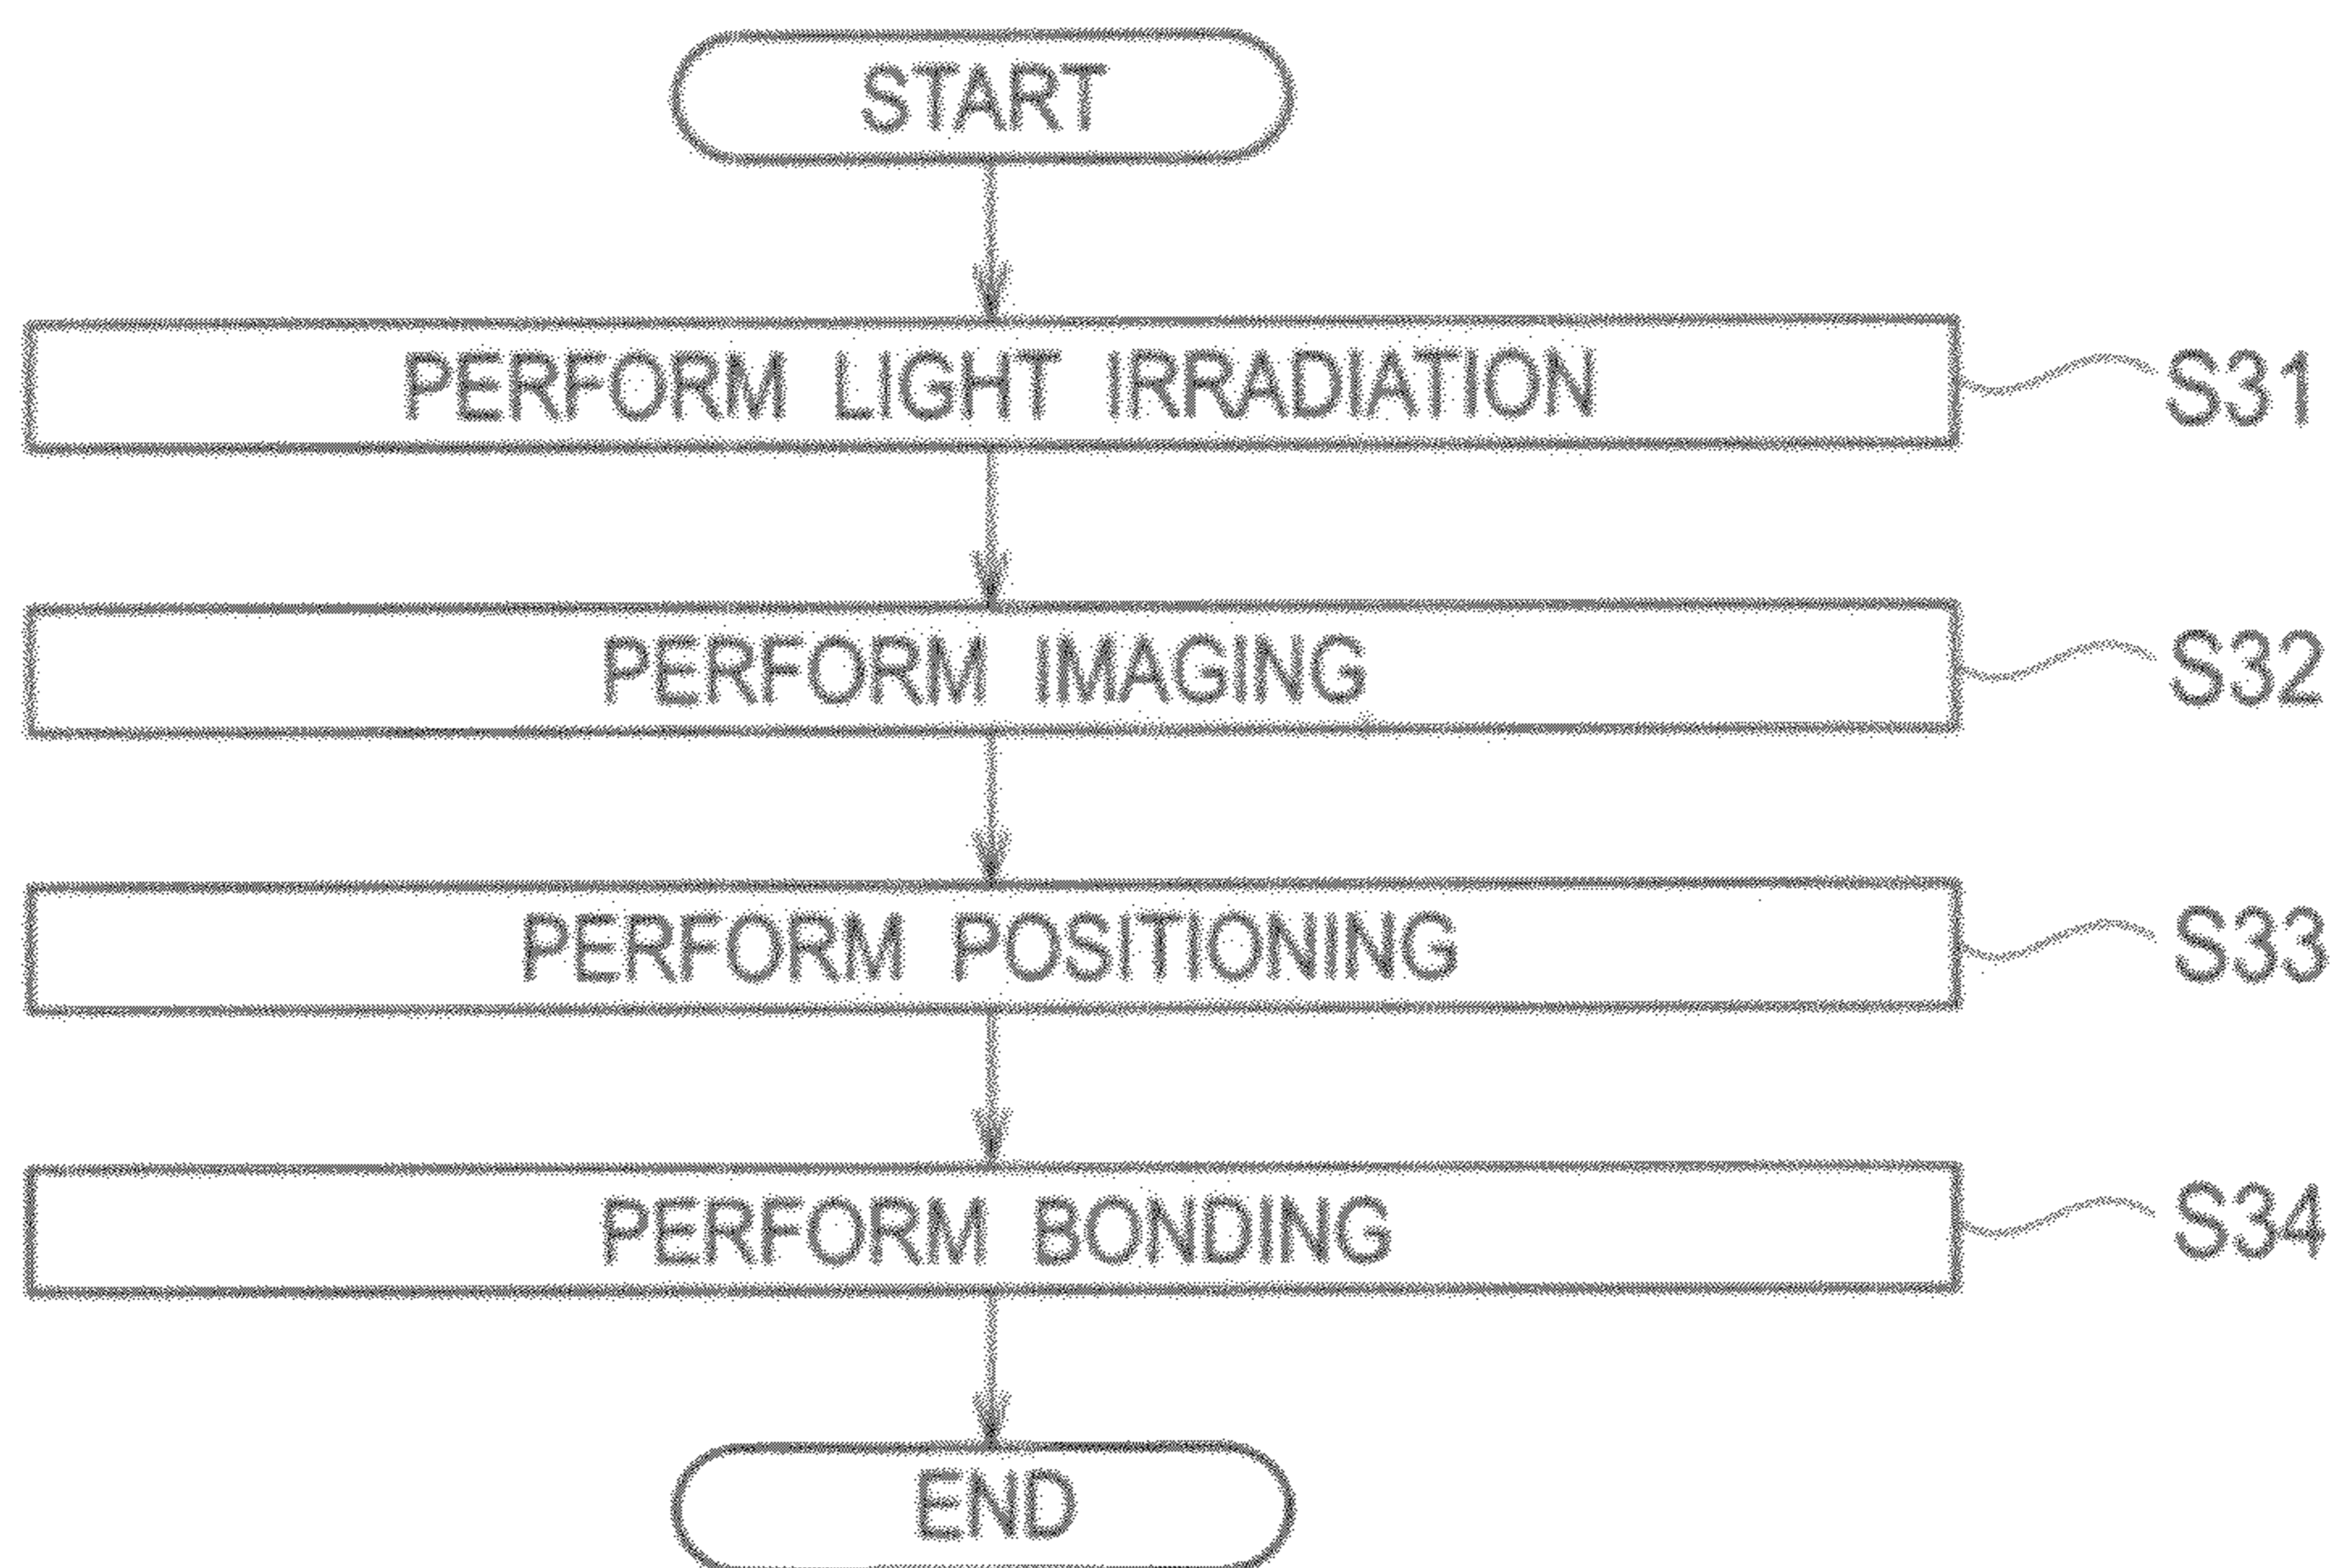 START
PERFORM LIGHT IRRADIATION S31
PERFORM IMAGING S32
PERFORM POSITIONING S33
PERFORM BONDING S34
END